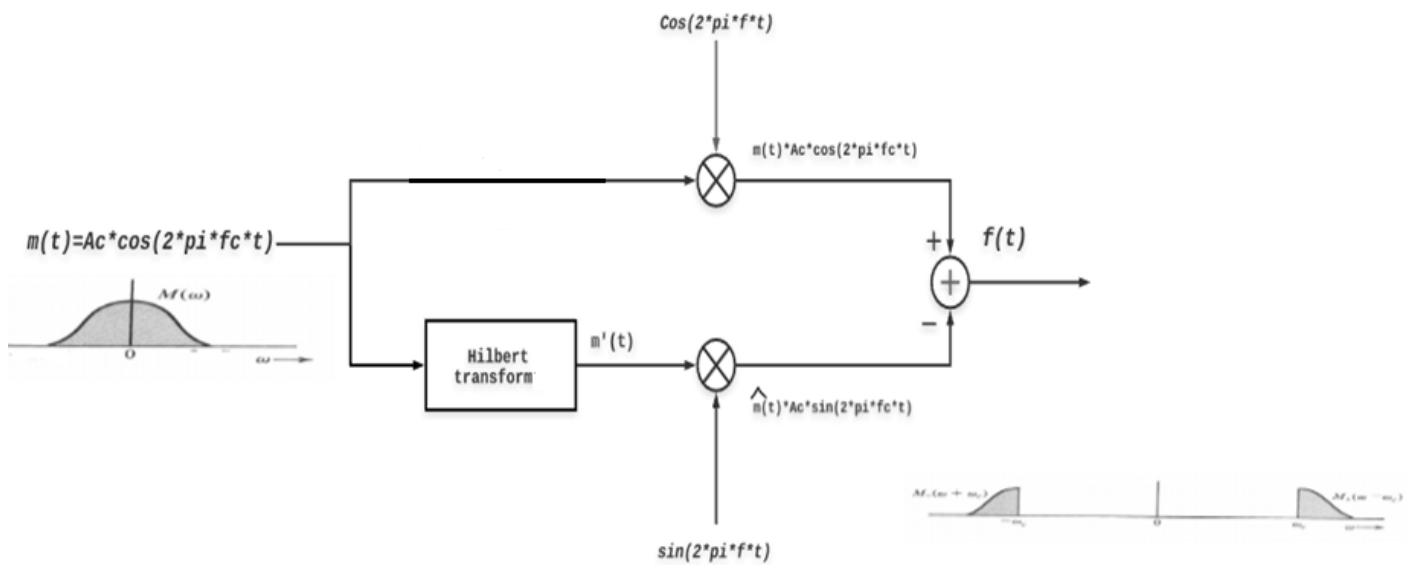 Cos(2*pi*f*t)
m(t)*Ac*cos(2*pi*fc*t)
m(t)=Ac*cos(2*pi*fc*t)
+
f(t)
+
M(ω)
0
ω
Hilbert
transform
m'(t)
−
m̂(t)*Ac*sin(2*pi*fc*t)
0
ω
sin(2*pi*f*t)